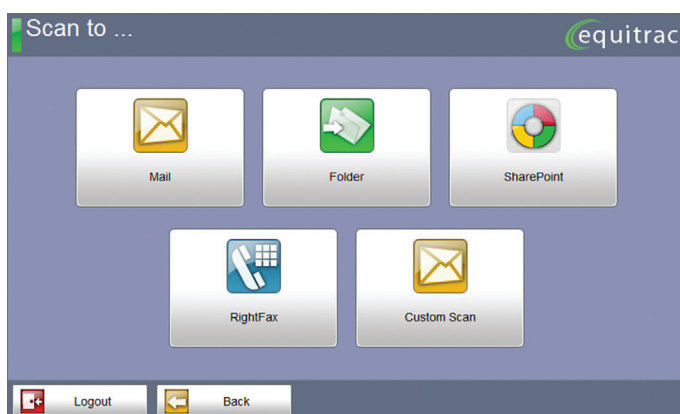 Scan to ...
equitrac
Mail
Folder
SharePoint
RightFax
Custom Scan
Logout
Back